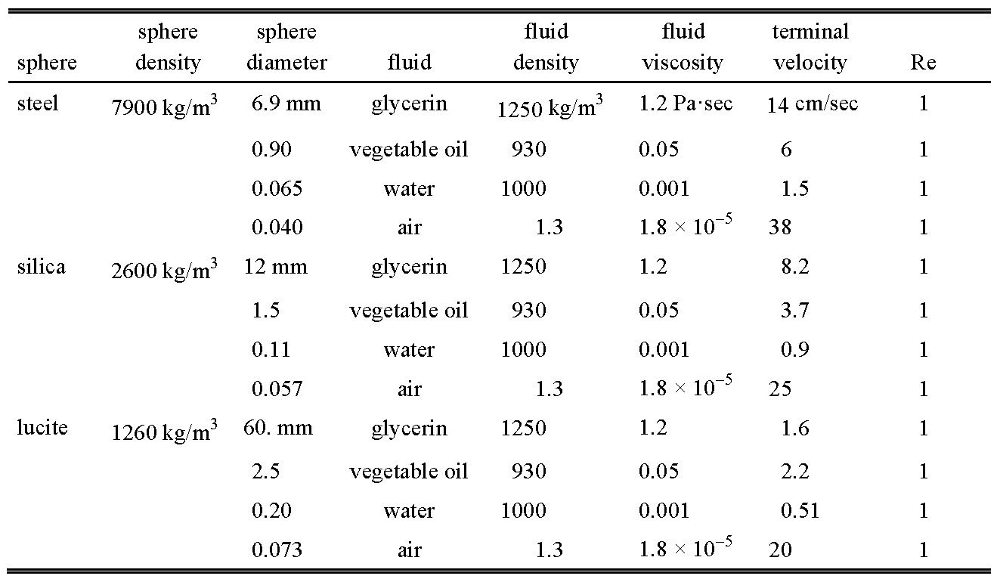 sphere sphere fluid fluid terminal
sphere density diameter fluid density viscosity velocity Re
steel 7900 kg/m³ 6.9 mm glycerin 1250 kg/m³ 1.2 Pa·sec 14 cm/sec 1
0.90 vegetable oil 930 0.05 6 1
0.065 water 1000 0.001 1.5 1
0.040 air 1.3 1.8 × 10⁻⁵ 38 1
silica 2600 kg/m³ 12 mm glycerin 1250 1.2 8.2 1
1.5 vegetable oil 930 0.05 3.7 1
0.11 water 1000 0.001 0.9 1
0.057 air 1.3 1.8 × 10⁻⁵ 25 1
lucite 1260 kg/m³ 60. mm glycerin 1250 1.2 1.6 1
2.5 vegetable oil 930 0.05 2.2 1
0.20 water 1000 0.001 0.51 1
0.073 air 1.3 1.8 × 10⁻⁵ 20 1